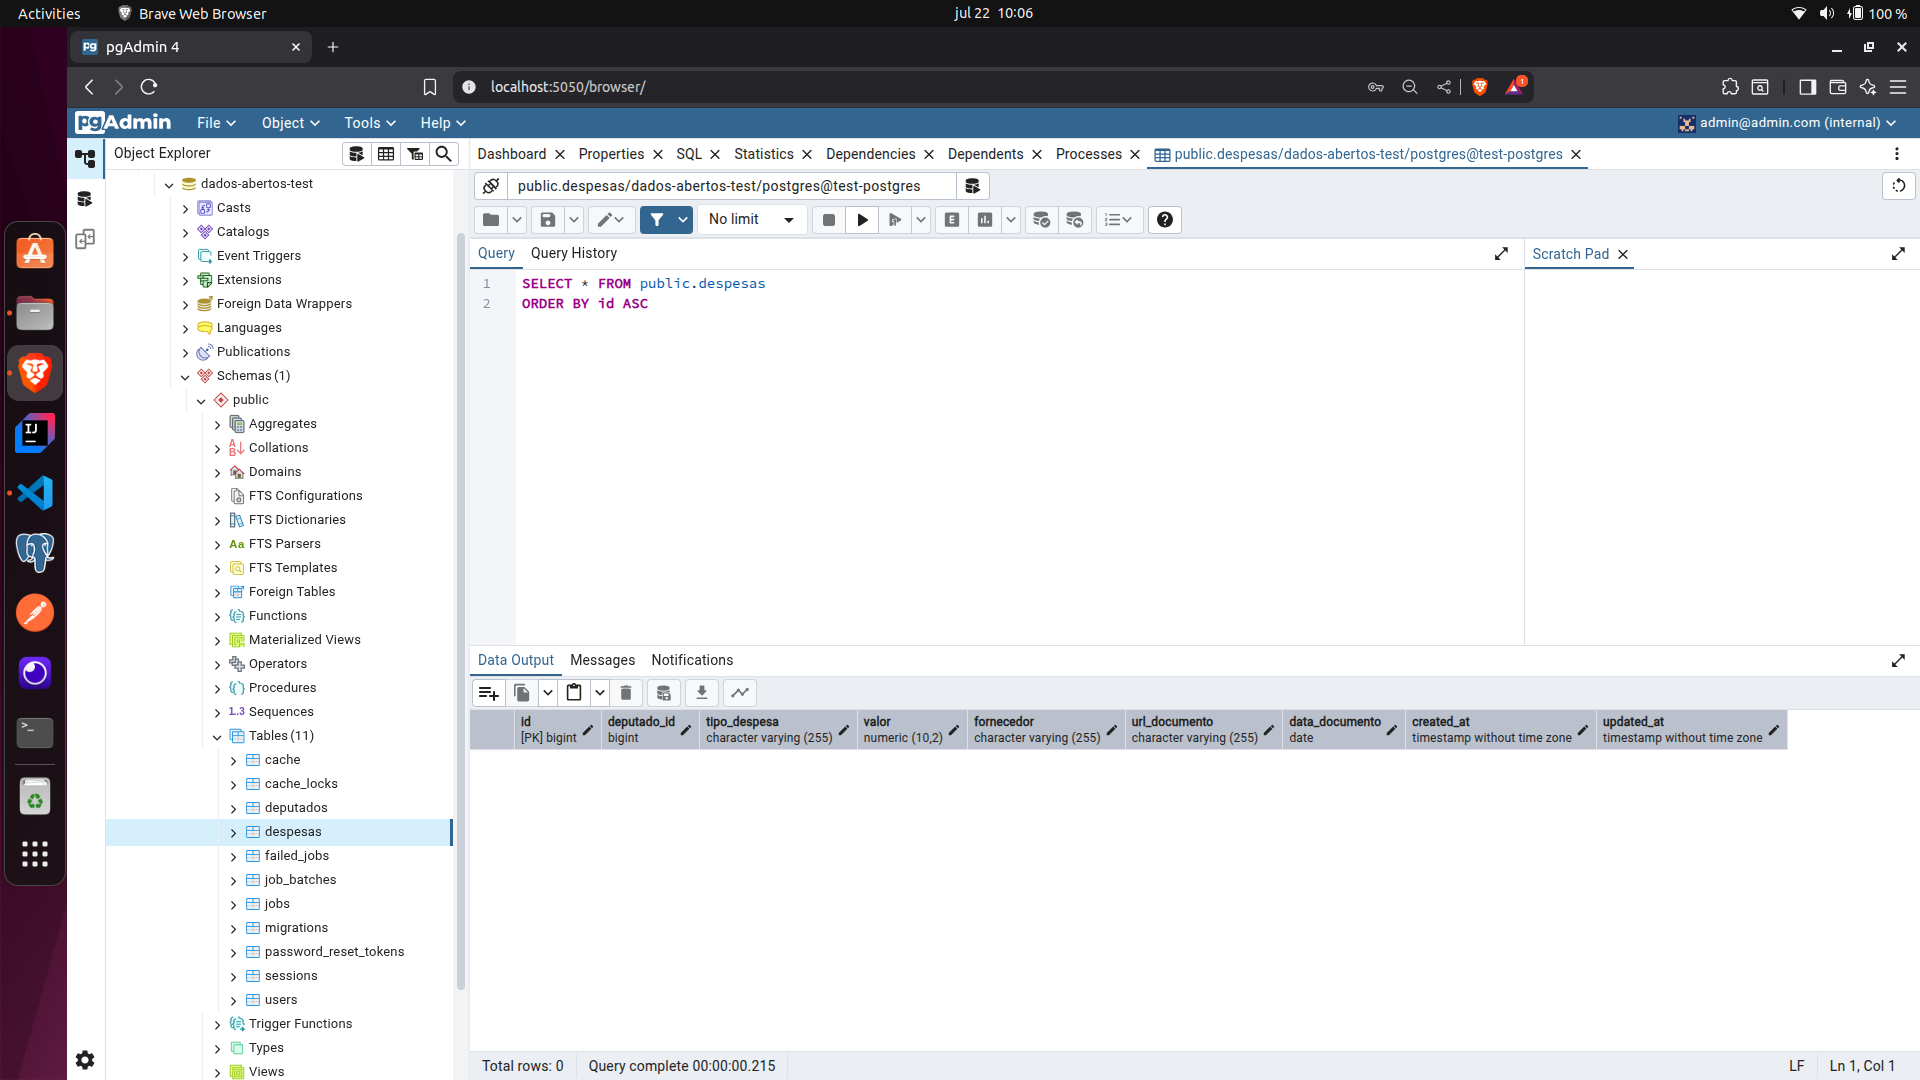 Activities
Brave Web Browser
jul 22 10:06
100 %
pgAdmin 4
localhost:5050/browser/
1
pgAdmin
File
Object
Tools
Help
admin@admin.com (internal)
Object Explorer
Dashboard
Properties
SQL
Statistics
Dependencies
Dependents
Processes
public.despesas/dados-abertos-test/postgres@test-postgres
public.despesas/dados-abertos-test/postgres@test-postgres
No limit
E
Query
Query History
Scratch Pad
1 SELECT * FROM public.despesas
2 ORDER BY id ASC
dados-abertos-test
Casts
Catalogs
Event Triggers
Extensions
Foreign Data Wrappers
Languages
Publications
Schemas (1)
public
Aggregates
Collations
Domains
FTS Configurations
FTS Dictionaries
Aa FTS Parsers
FTS Templates
Foreign Tables
Functions
Materialized Views
Operators
Procedures
1..3 Sequences
Tables (11)
cache
cache_locks
deputados
despesas
failed_jobs
job_batches
jobs
migrations
password_reset_tokens
sessions
users
Trigger Functions
Types
Views
Data Output
Messages
Notifications
id
[PK] bigint
deputado_id
bigint
tipo_despesa
character varying (255)
valor
numeric (10,2)
fornecedor
character varying (255)
url_documento
character varying (255)
data_documento
date
created_at
timestamp without time zone
updated_at
timestamp without time zone
Total rows: 0
Query complete 00:00:00.215
LF
Ln 1, Col 1